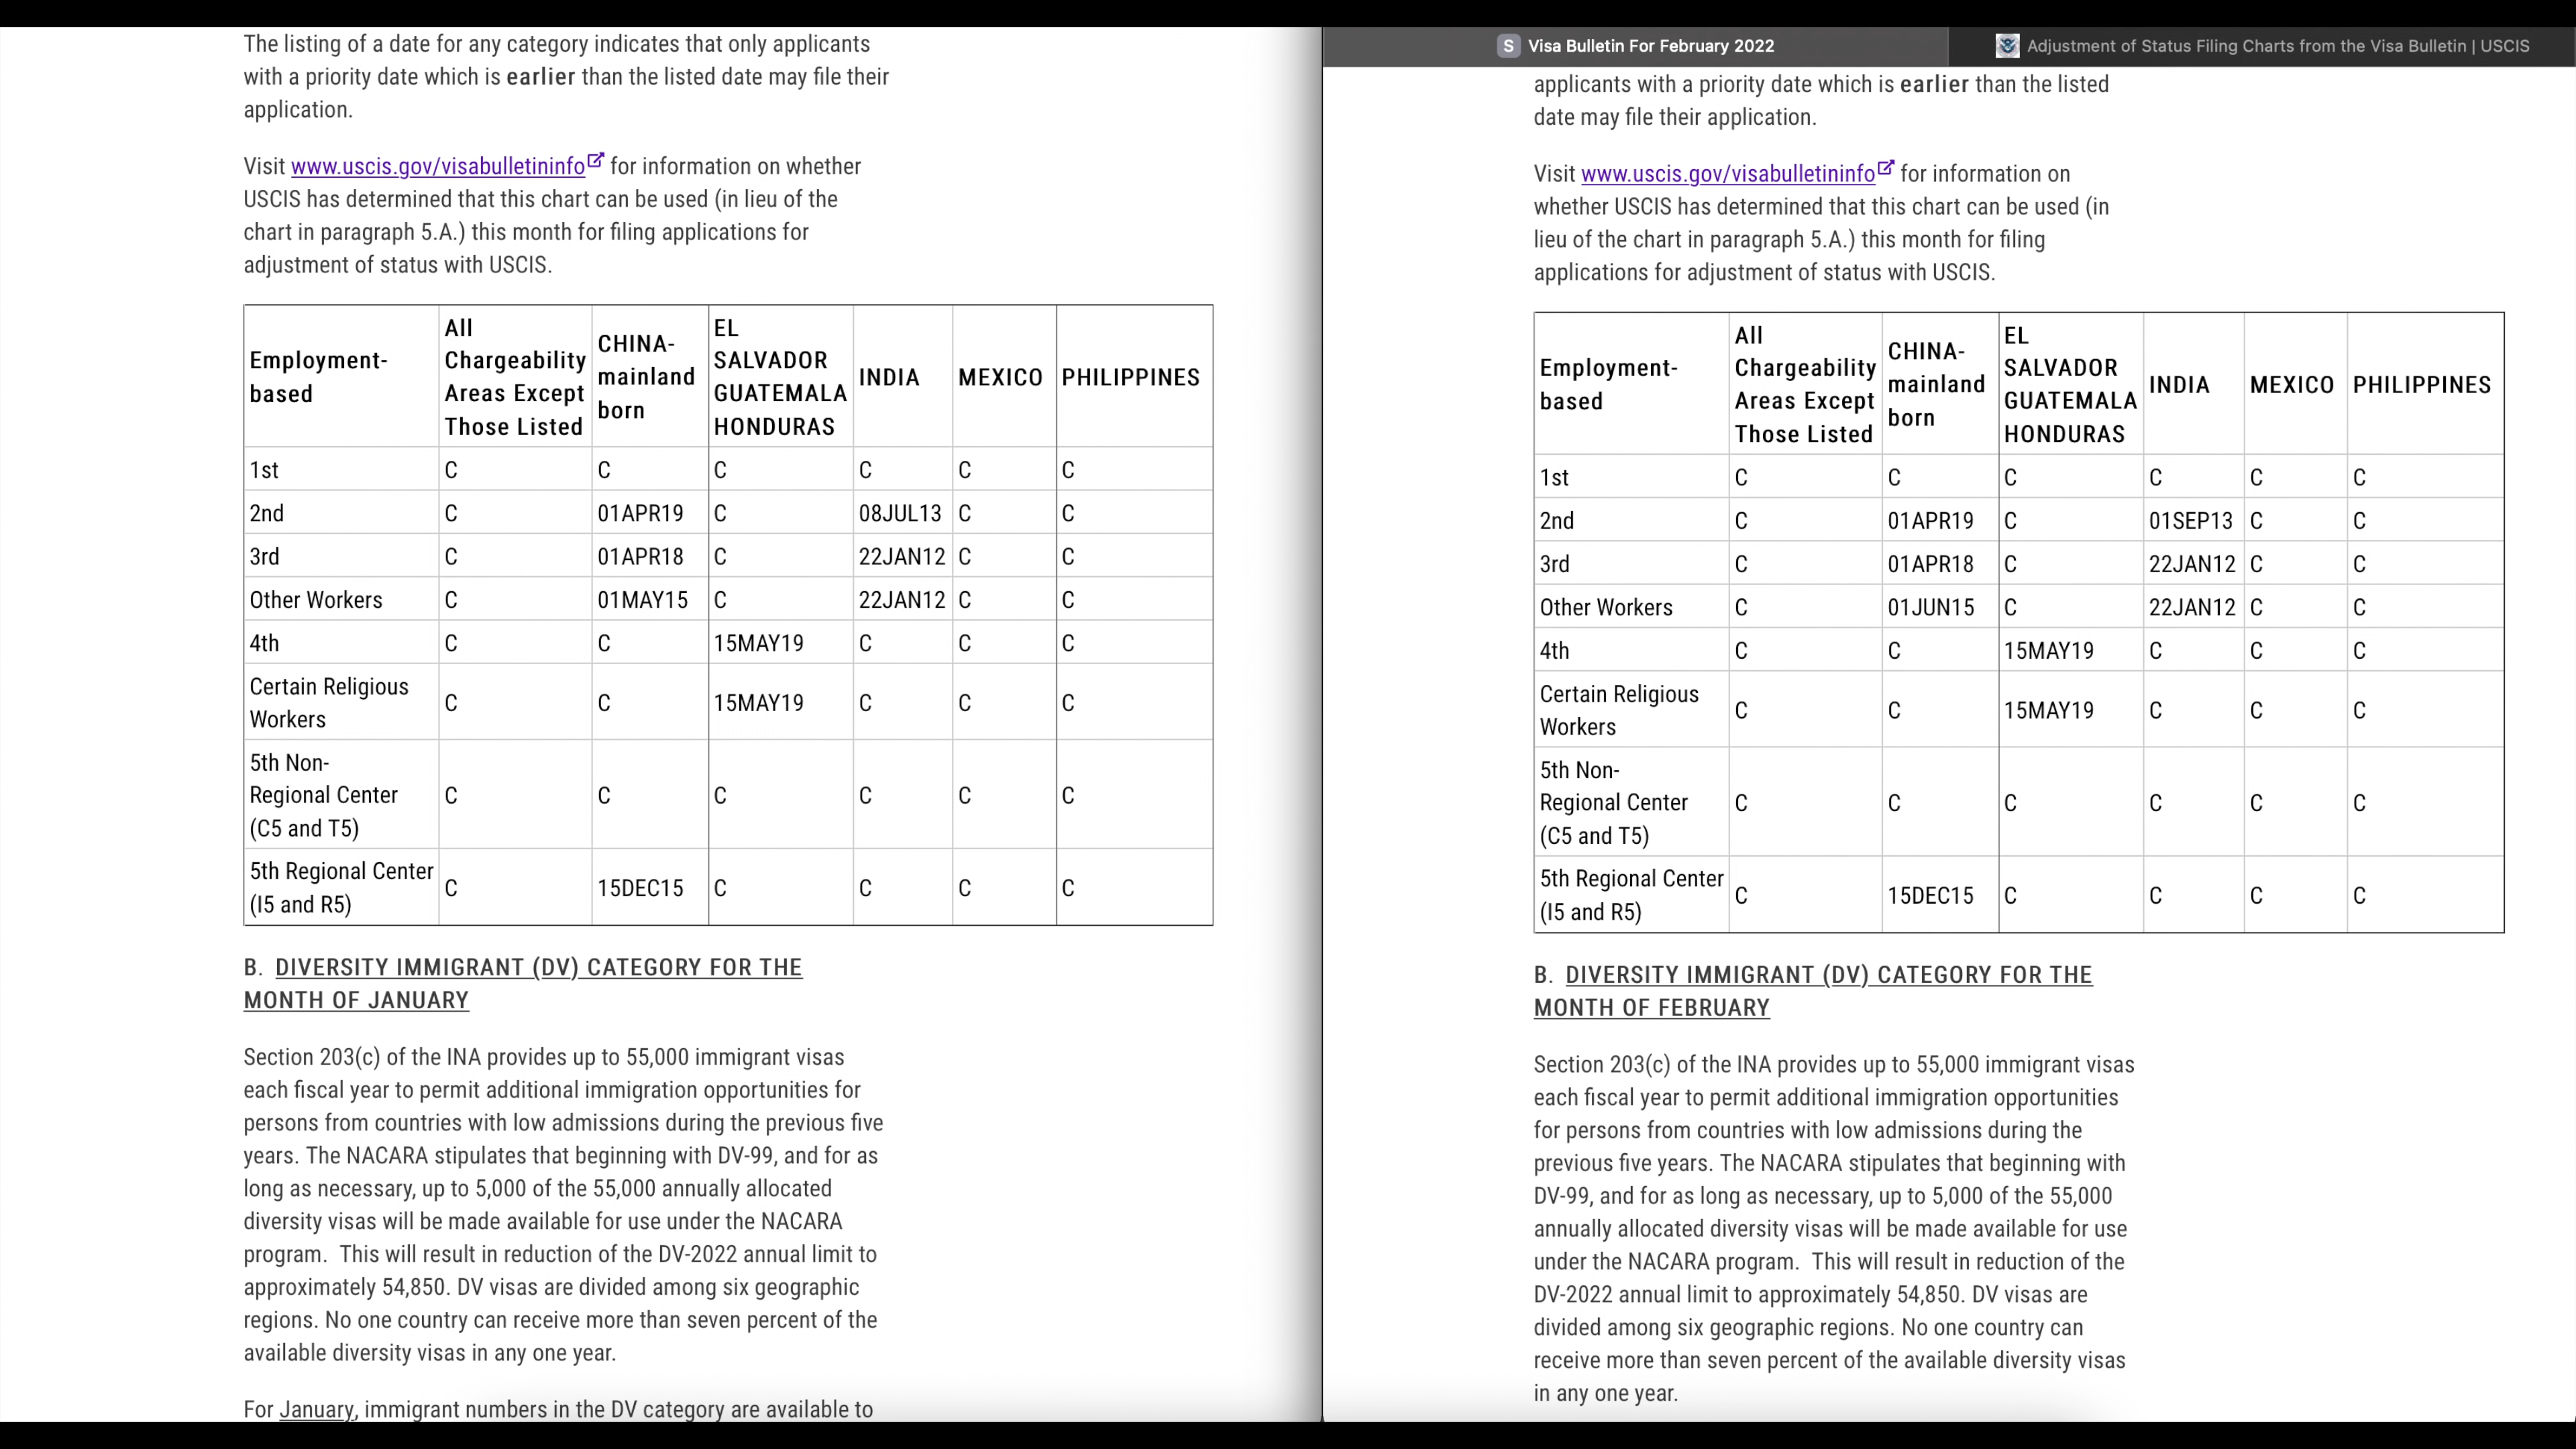 The listing of a date for any category indicates that only applicants
with a priority date which is earlier than the listed date may file their
application.
Visit www.uscis.gov/visabulletininfo for information on whether
USCIS has determined that this chart can be used (in lieu of the
chart in paragraph 5.A.) this month for filing applications for
adjustment of status with USCIS.
Employment-based | All Chargeability Areas Except Those Listed | CHINA-mainland born | EL SALVADOR GUATEMALA HONDURAS | INDIA | MEXICO | PHILIPPINES
1st | C | C | C | C | C | C
2nd | C | 01APR19 | C | 08JUL13 | C | C
3rd | C | 01APR18 | C | 22JAN12 | C | C
Other Workers | C | 01MAY15 | C | 22JAN12 | C | C
4th | C | C | 15MAY19 | C | C | C
Certain Religious Workers | C | C | 15MAY19 | C | C | C
5th Non-Regional Center (C5 and T5) | C | C | C | C | C | C
5th Regional Center (I5 and R5) | C | 15DEC15 | C | C | C | C
B. DIVERSITY IMMIGRANT (DV) CATEGORY FOR THE
MONTH OF JANUARY
Section 203(c) of the INA provides up to 55,000 immigrant visas
each fiscal year to permit additional immigration opportunities for
persons from countries with low admissions during the previous five
years. The NACARA stipulates that beginning with DV-99, and for as
long as necessary, up to 5,000 of the 55,000 annually allocated
diversity visas will be made available for use under the NACARA
program. This will result in reduction of the DV-2022 annual limit to
approximately 54,850. DV visas are divided among six geographic
regions. No one country can receive more than seven percent of the
available diversity visas in any one year.
For January, immigrant numbers in the DV category are available to
S Visa Bulletin For February 2022
Adjustment of Status Filing Charts from the Visa Bulletin | USCIS
applicants with a priority date which is earlier than the listed
date may file their application.
Visit www.uscis.gov/visabulletininfo for information on
whether USCIS has determined that this chart can be used (in
lieu of the chart in paragraph 5.A.) this month for filing
applications for adjustment of status with USCIS.
Employment-based | All Chargeability Areas Except Those Listed | CHINA-mainland born | EL SALVADOR GUATEMALA HONDURAS | INDIA | MEXICO | PHILIPPINES
1st | C | C | C | C | C | C
2nd | C | 01APR19 | C | 01SEP13 | C | C
3rd | C | 01APR18 | C | 22JAN12 | C | C
Other Workers | C | 01JUN15 | C | 22JAN12 | C | C
4th | C | C | 15MAY19 | C | C | C
Certain Religious Workers | C | C | 15MAY19 | C | C | C
5th Non-Regional Center (C5 and T5) | C | C | C | C | C | C
5th Regional Center (I5 and R5) | C | 15DEC15 | C | C | C | C
B. DIVERSITY IMMIGRANT (DV) CATEGORY FOR THE
MONTH OF FEBRUARY
Section 203(c) of the INA provides up to 55,000 immigrant visas
each fiscal year to permit additional immigration opportunities
for persons from countries with low admissions during the
previous five years. The NACARA stipulates that beginning with
DV-99, and for as long as necessary, up to 5,000 of the 55,000
annually allocated diversity visas will be made available for use
under the NACARA program. This will result in reduction of the
DV-2022 annual limit to approximately 54,850. DV visas are
divided among six geographic regions. No one country can
receive more than seven percent of the available diversity visas
in any one year.